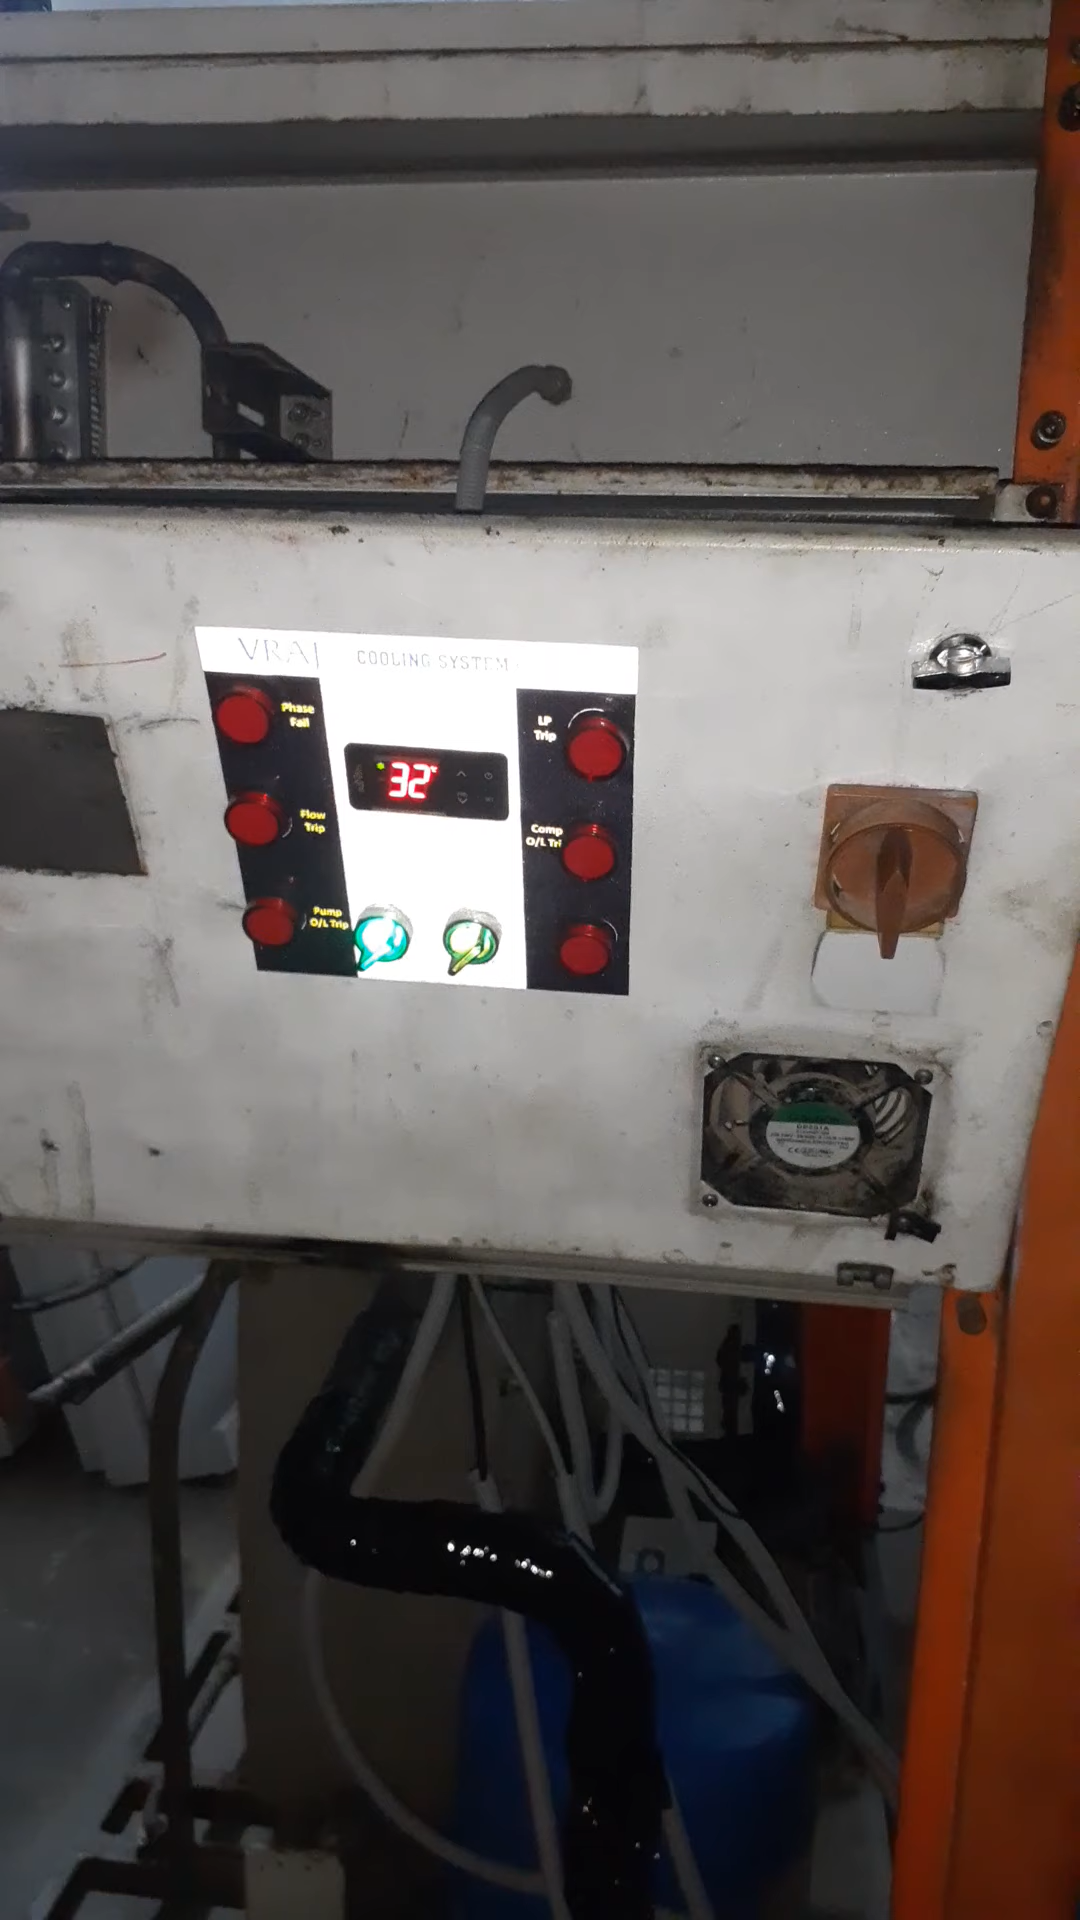 VRAJ COOLING SYSTEM
Phase
Fail
LP
Trip
32°c
Flow
Trip
Comp
O/L Tri
Pump
O/L Trip